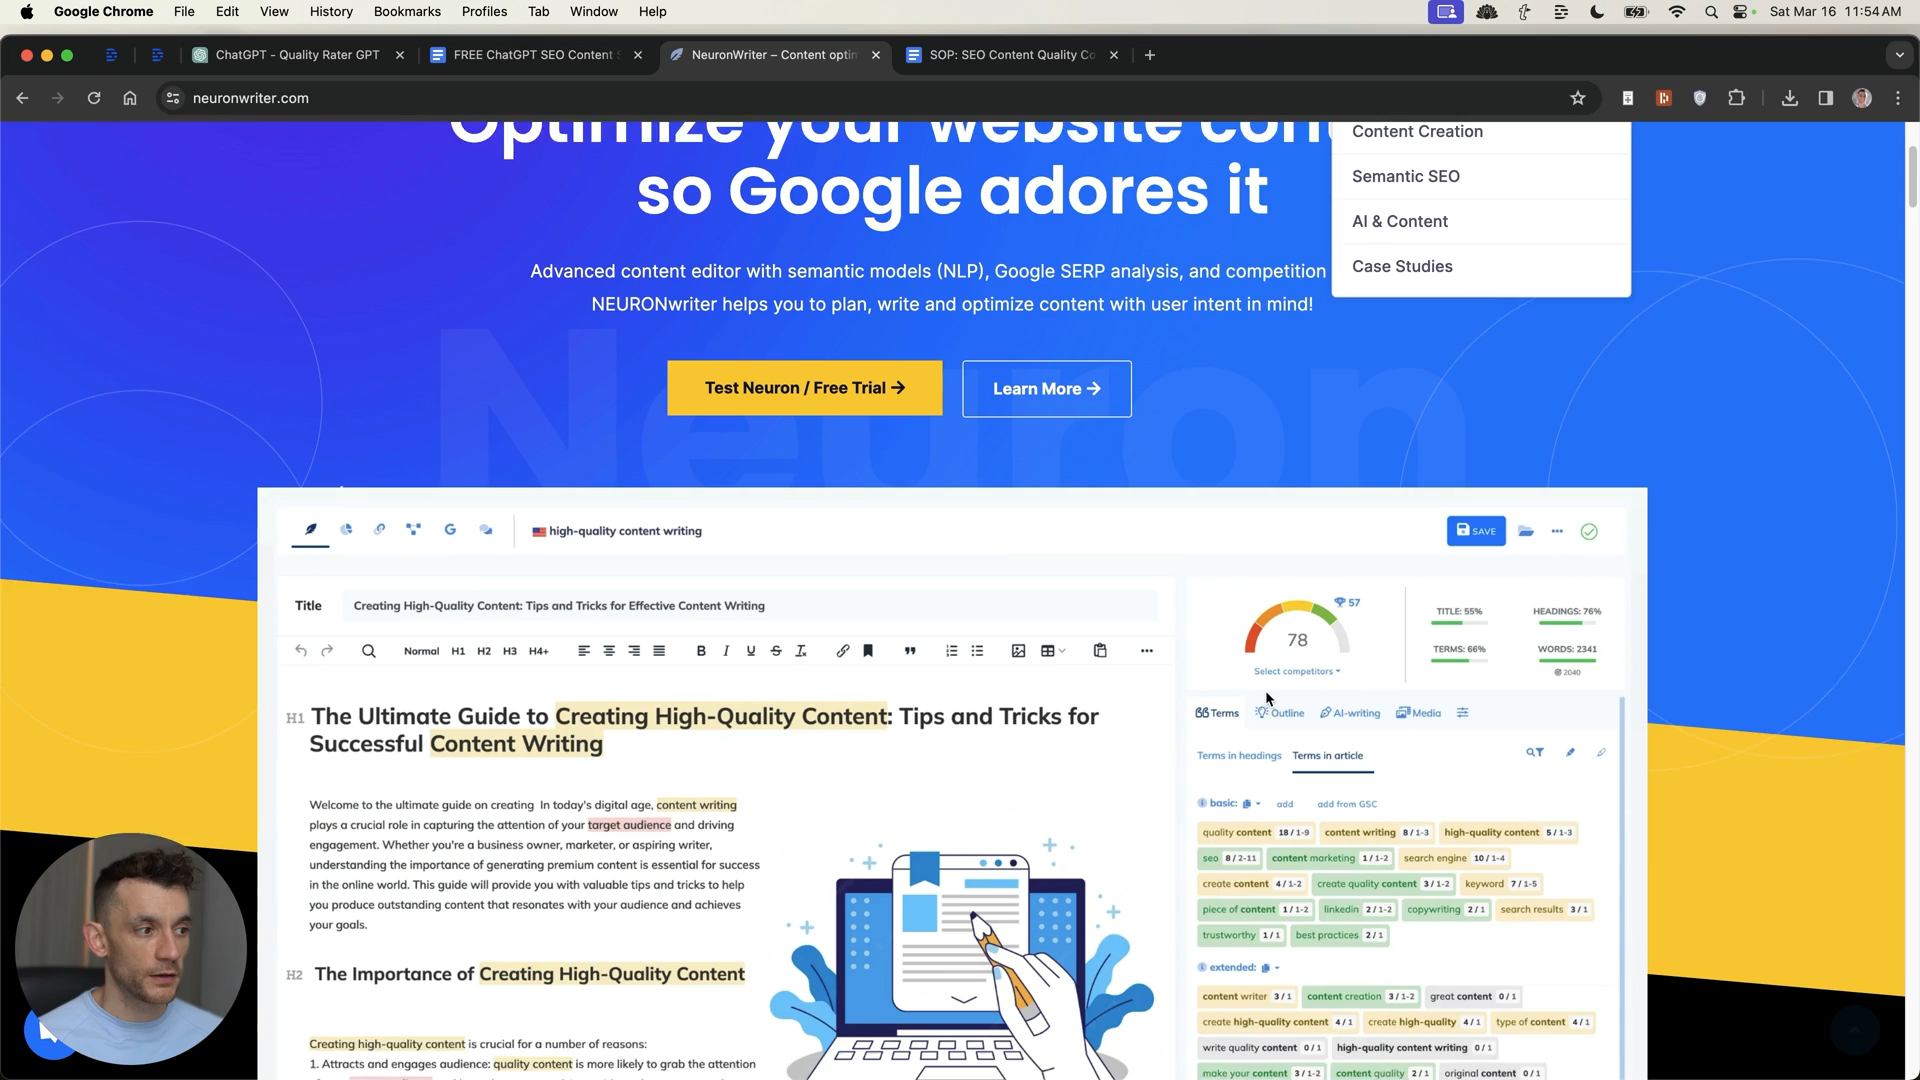 Google Chrome File Edit View History Bookmarks Profiles Tab Window Help Sat Mar 16 11:54 AM
ChatGPT - Quality Rater GPT FREE ChatGPT SEO Content NeuronWriter – Content optim SOP: SEO Content Quality Co
neuronwriter.com
Optimize your website con
so Google adores it
Advanced content editor with semantic models (NLP), Google SERP analysis, and competition
NEURONwriter helps you to plan, write and optimize content with user intent in mind!
Content Creation
Semantic SEO
AI & Content
Case Studies
Neuron
Test Neuron / Free Trial → Learn More →
high-quality content writing SAVE
Title Creating High-Quality Content: Tips and Tricks for Effective Content Writing
Normal H1 H2 H3 H4+ B I U S
57
78
Select competitors
TITLE: 55% HEADINGS: 76%
TERMS: 66% WORDS: 2341
2040
H1 The Ultimate Guide to Creating High-Quality Content: Tips and Tricks for
Successful Content Writing
Welcome to the ultimate guide on creating In today's digital age, content writing
plays a crucial role in capturing the attention of your target audience and driving
engagement. Whether you're a business owner, marketer, or aspiring writer,
understanding the importance of generating premium content is essential for success
in the online world. This guide will provide you with valuable tips and tricks to help
you produce outstanding content that resonates with your audience and achieves
your goals.
H2 The Importance of Creating High-Quality Content
Creating high-quality content is crucial for a number of reasons:
1. Attracts and engages audience: quality content is more likely to grab the attention
Terms Outline AI-writing Media
Terms in headings Terms in article
basic: add add from GSC
quality content 18 / 1-9 content writing 8 / 1-3 high-quality content 5 / 1-3
seo 8 / 2-11 content marketing 1 / 1-2 search engine 10 / 1-4
create content 4 / 1-2 create quality content 3 / 1-2 keyword 7 / 1-5
piece of content 1 / 1-2 linkedin 2 / 1-2 copywriting 2 / 1 search results 3 / 1
trustworthy 1 / 1 best practices 2 / 1
extended:
content writer 3 / 1 content creation 3 / 1-2 great content 0 / 1
create high-quality content 4 / 1 create high-quality 4 / 1 type of content 4 / 1
write quality content 0 / 1 high-quality content writing 0 / 1
make your content 3 / 1-2 content quality 2 / 1 original content 0 / 1